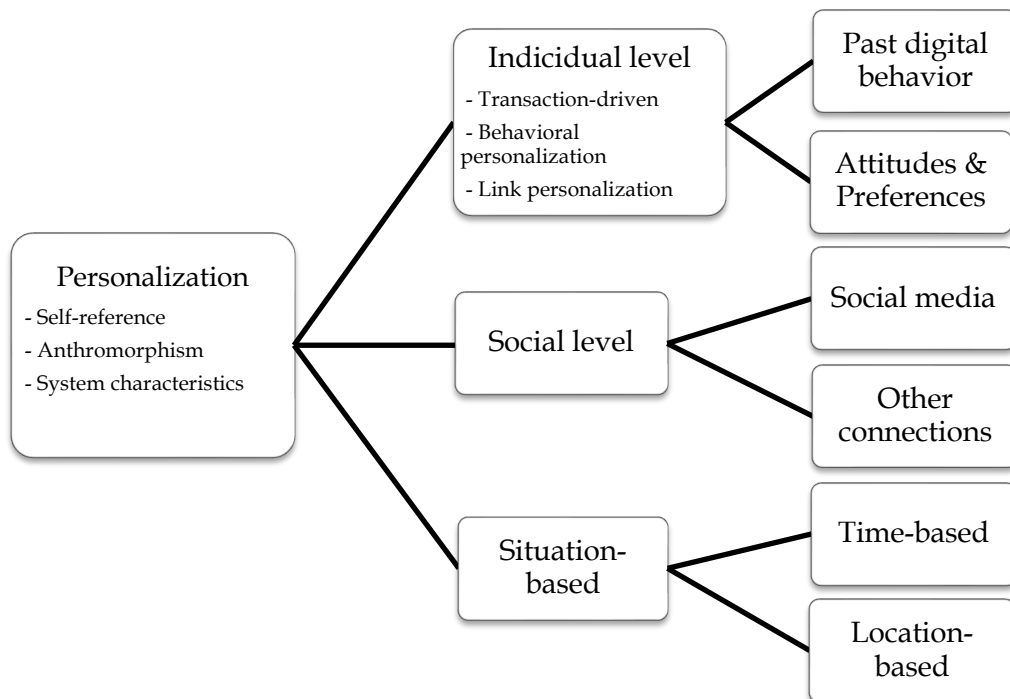 Personalization
- Self-reference
- Anthromorphism
- System characteristics
Indicidual level
- Transaction-driven
- Behavioral
personalization
- Link personalization
Past digital
behavior
Attitudes &
Preferences
Social level
Social media
Other
connections
Situation-
based
Time-based
Location-
based